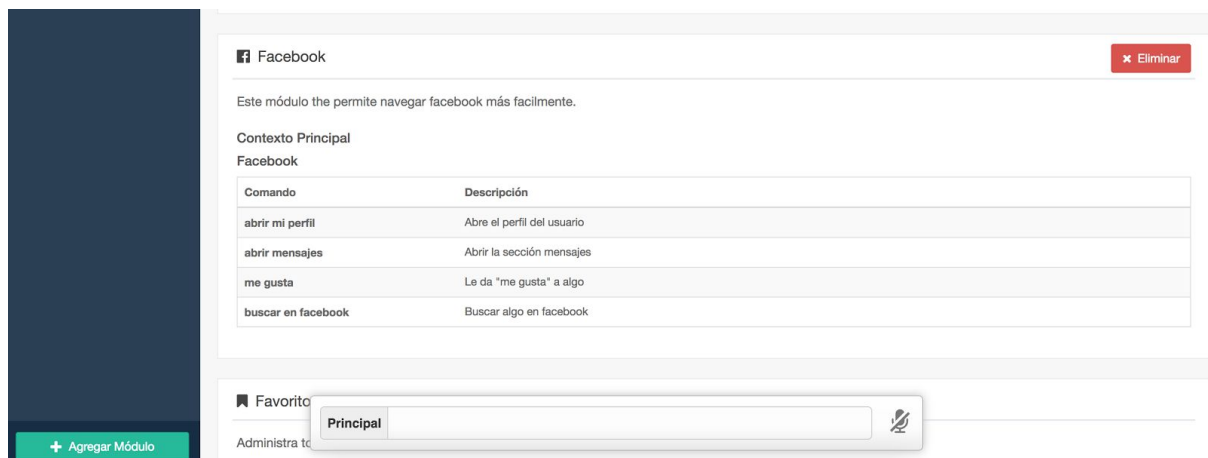 Facebook
Eliminar
Este módulo the permite navegar facebook más facilmente.
Contexto Principal
Facebook
Comando Descripción
abrir mi perfil Abre el perfil del usuario
abrir mensajes Abrir la sección mensajes
me gusta Le da "me gusta" a algo
buscar en facebook Buscar algo en facebook
Favorito
Principal
Administra to
Agregar Módulo